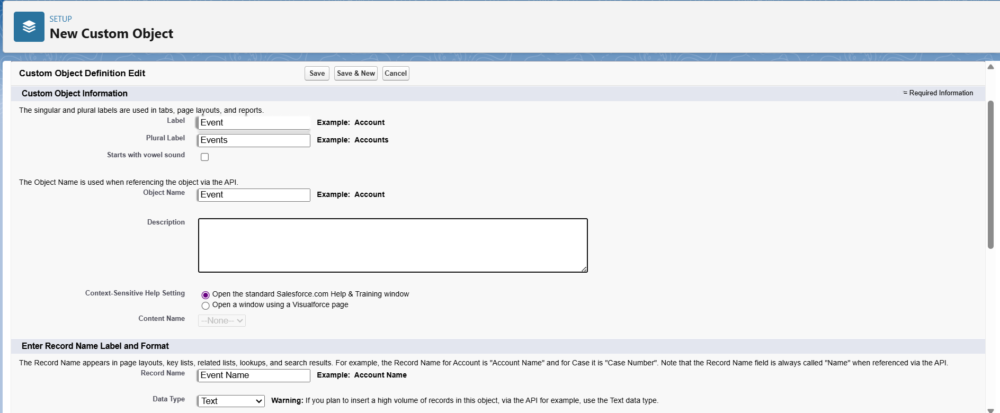 SETUP
New Custom Object
Custom Object Definition Edit
Save
Save & New
Cancel
Custom Object Information
= Required Information
The singular and plural labels are used in tabs, page layouts, and reports.
Label
Event
Example: Account
Plural Label
Events
Example: Accounts
Starts with vowel sound
The Object Name is used when referencing the object via the API.
Object Name
Event
Example: Account
Description
Context-Sensitive Help Setting
Open the standard Salesforce.com Help & Training window
Open a window using a Visualforce page
Content Name
--None--
Enter Record Name Label and Format
The Record Name appears in page layouts, key lists, related lists, lookups, and search results. For example, the Record Name for Account is "Account Name" and for Case it is "Case Number". Note that the Record Name field is always called "Name" when referenced via the API.
Record Name
Event Name
Example: Account Name
Data Type
Text
Warning: If you plan to insert a high volume of records in this object, via the API for example, use the Text data type.